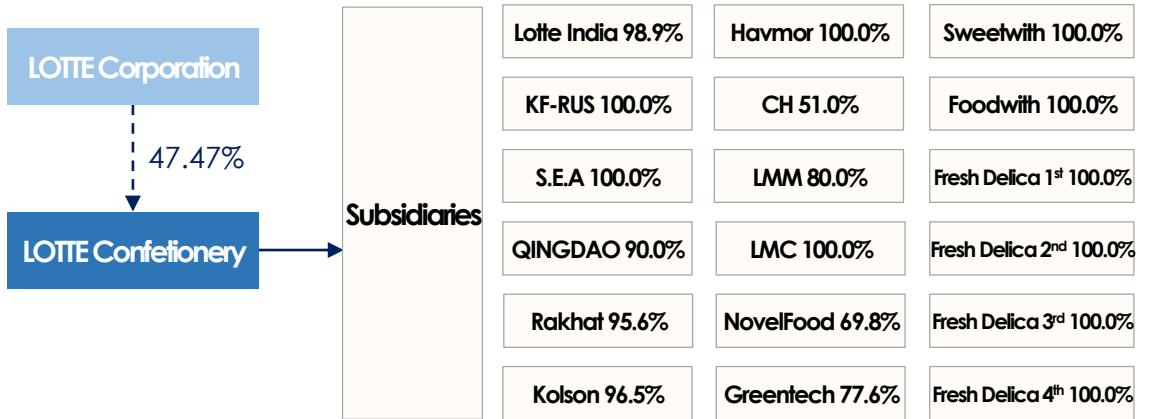 LOTTE Corporation
47.47%
LOTTE Confetionery
Subsidiaries
Lotte India 98.9%
Havmor 100.0%
Sweetwith 100.0%
KF-RUS 100.0%
CH 51.0%
Foodwith 100.0%
S.E.A 100.0%
LMM 80.0%
Fresh Delica 1st 100.0%
QINGDAO 90.0%
LMC 100.0%
Fresh Delica 2nd 100.0%
Rakhat 95.6%
NovelFood 69.8%
Fresh Delica 3rd 100.0%
Kolson 96.5%
Greentech 77.6%
Fresh Delica 4th 100.0%